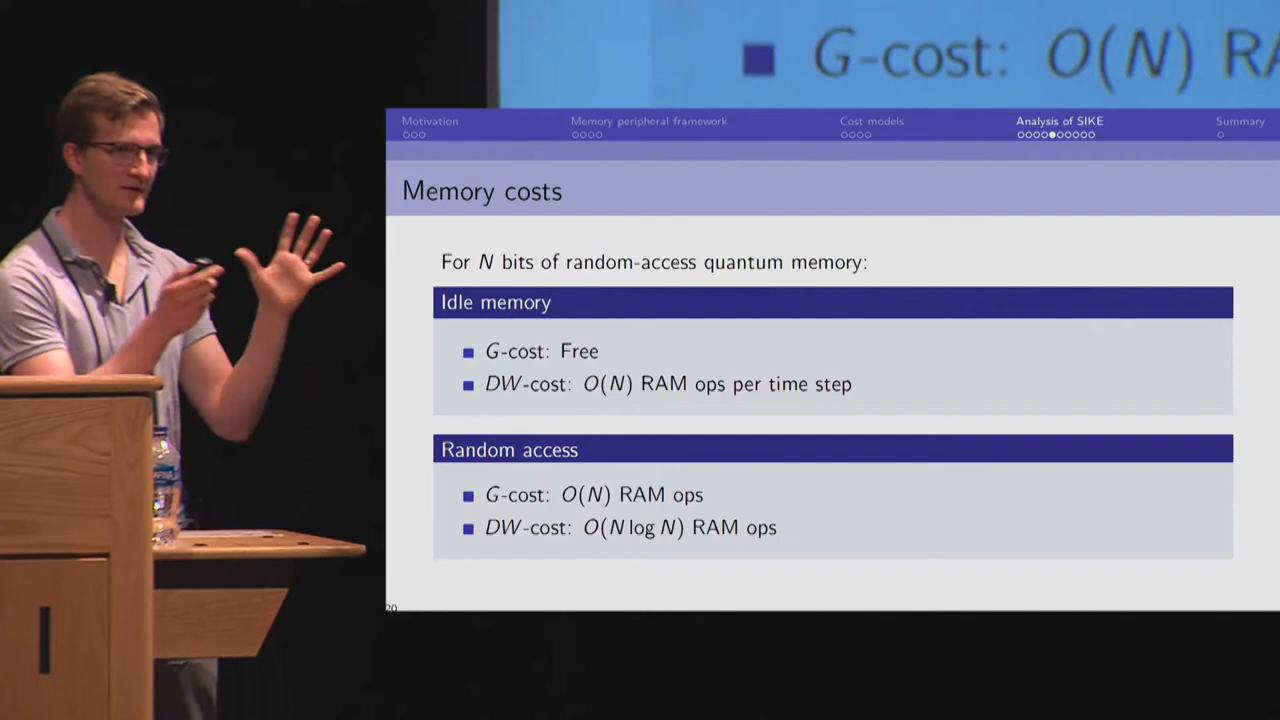 G-cost: O(N)
Motivation
Memory peripheral framework
Cost models
Analysis of SIKE
Summary
Memory costs
For N bits of random-access quantum memory:
Idle memory
G-cost: Free
DW-cost: O(N) RAM ops per time step
Random access
G-cost: O(N) RAM ops
DW-cost: O(N log N) RAM ops
20